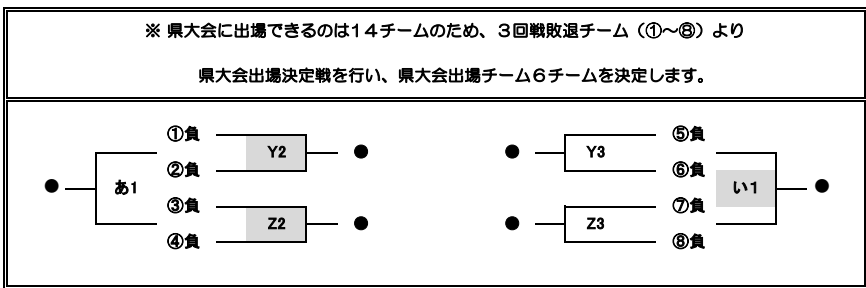 ※ 県大会に出場できるのは１４チームのため、３回戦敗退チーム（①～⑧）より
県大会出場決定戦を行い、県大会出場チーム６チームを決定します。
①負
Y2
②負
あ1
③負
Z2
④負
⑤負
Y3
⑥負
い1
⑦負
Z3
⑧負